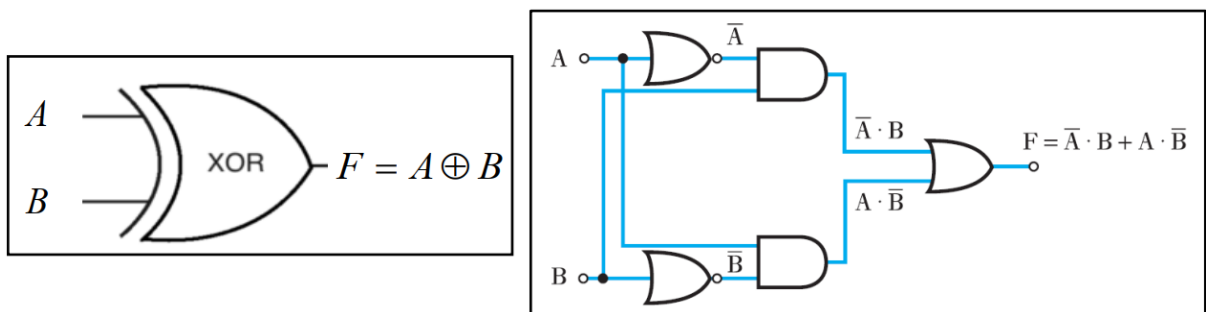 A
B
XOR
F = A ⊕ B
A
A̅
B
B̅
A̅ · B
A · B̅
F = A̅ · B + A · B̅